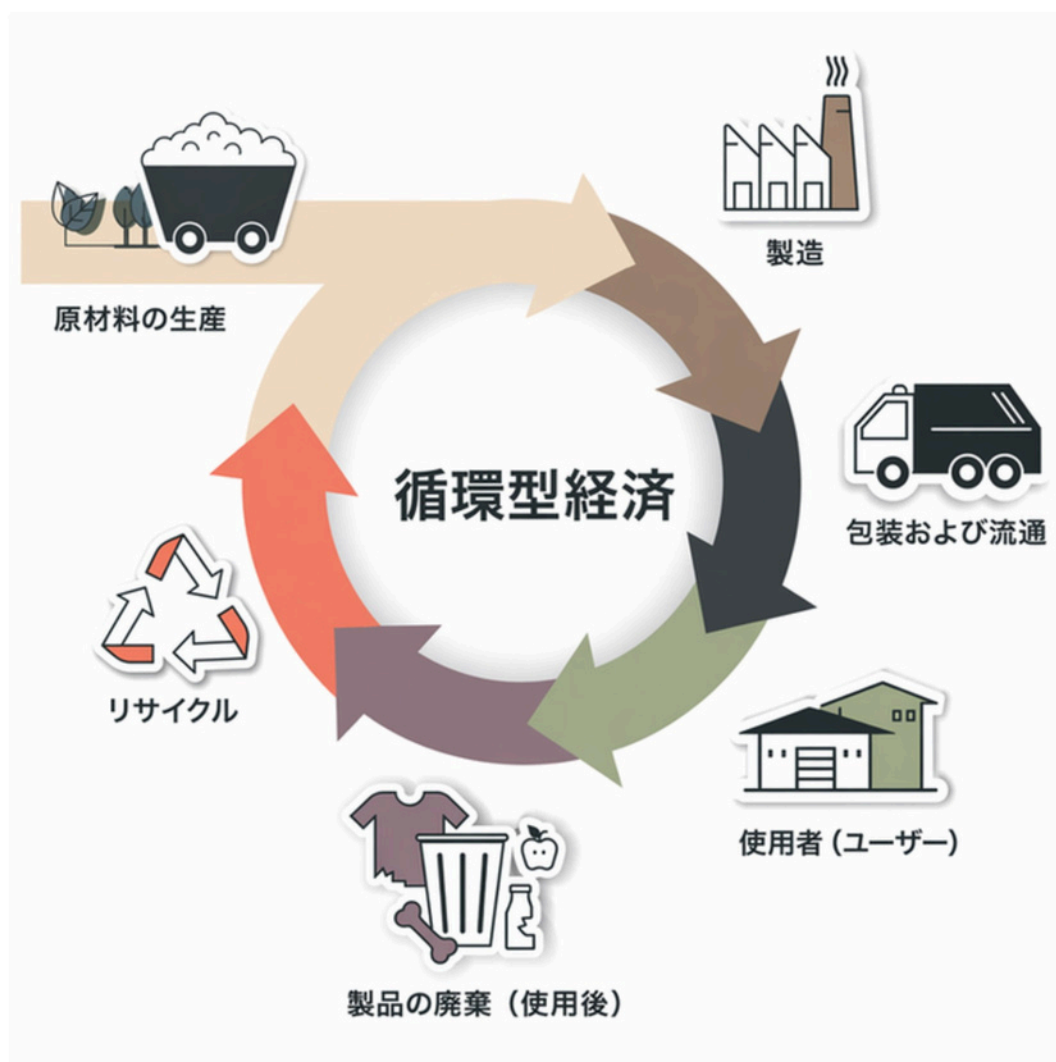 製造
原材料の生産
循環型経済
包装および流通
リサイクル
使用者 (ユーザー)
製品の廃棄（使用後）